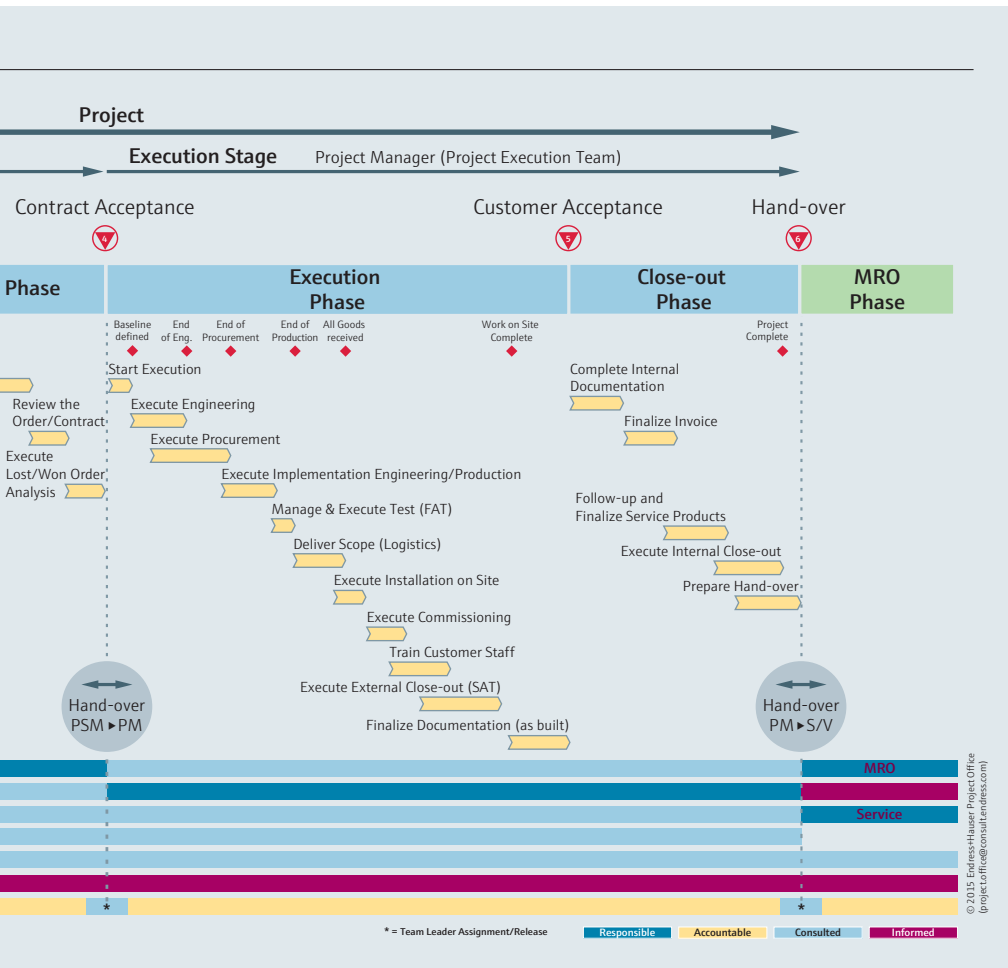 Project
Execution Stage Project Manager (Project Execution Team)
Contract Acceptance
Customer Acceptance
Hand-over
4
5
6
Phase
Execution
Phase
Close-out
Phase
MRO
Phase
Baseline
defined
End
of Eng.
End of
Procurement
End of
Production
All Goods
received
Work on Site
Complete
Project
Complete
Review the
Order/Contract
Execute
Lost/Won Order
Analysis
Start Execution
Execute Engineering
Execute Procurement
Execute Implementation Engineering/Production
Manage & Execute Test (FAT)
Deliver Scope (Logistics)
Execute Installation on Site
Execute Commissioning
Train Customer Staff
Execute External Close-out (SAT)
Finalize Documentation (as built)
Complete Internal
Documentation
Finalize Invoice
Follow-up and
Finalize Service Products
Execute Internal Close-out
Prepare Hand-over
Hand-over
PSM ▸ PM
Hand-over
PM ▸ S/V
MRO
Service
*
*
* = Team Leader Assignment/Release
Responsible
Accountable
Consulted
Informed
© 2015 Endress+Hauser Project Office
(project.office@consult.endress.com)